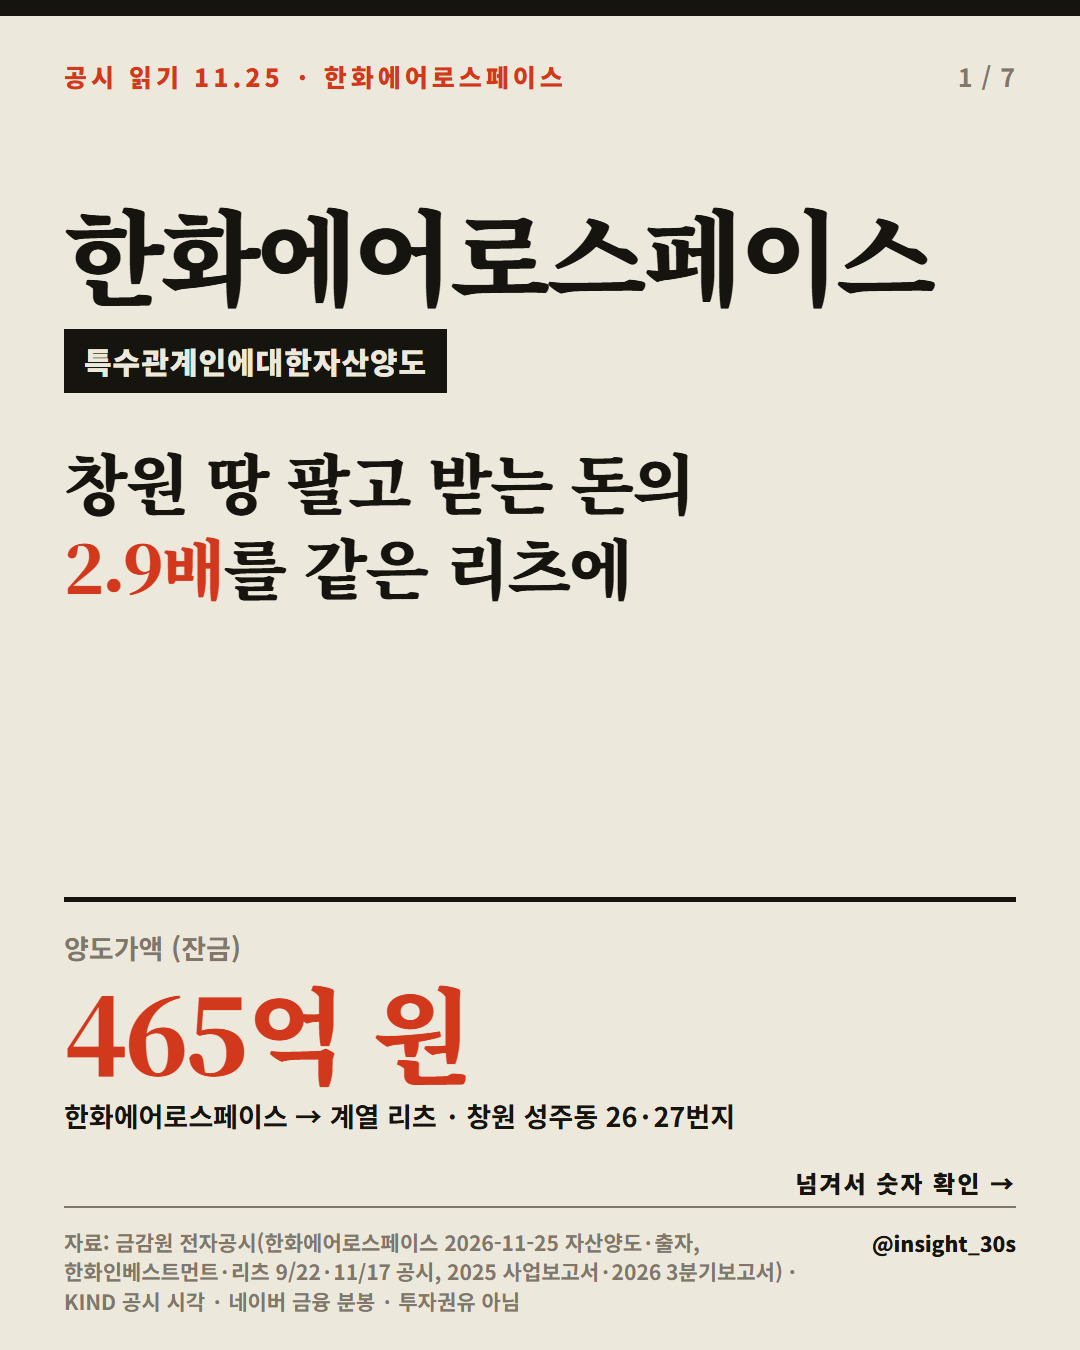 공시 읽기 11.25 · 한화에어로스페이스
1 / 7
한화에어로스페이스
특수관계인에대한자산양도
창원 땅 팔고 받는 돈의
2.9배를 같은 리츠에
양도가액 (잔금)
465억 원
한화에어로스페이스 → 계열 리츠 · 창원 성주동 26·27번지
넘겨서 숫자 확인 →
자료: 금감원 전자공시(한화에어로스페이스 2026-11-25 자산양도·출자,
한화인베스트먼트·리츠 9/22·11/17 공시, 2025 사업보고서·2026 3분기보고서) ·
KIND 공시 시각 · 네이버 금융 분봉 · 투자권유 아님
@insight_30s